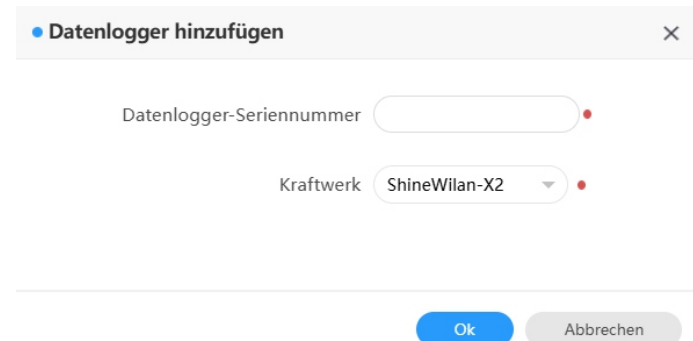 Datenlogger hinzufügen
Datenlogger-Seriennummer
Kraftwerk ShineWilan-X2
Ok Abbrechen